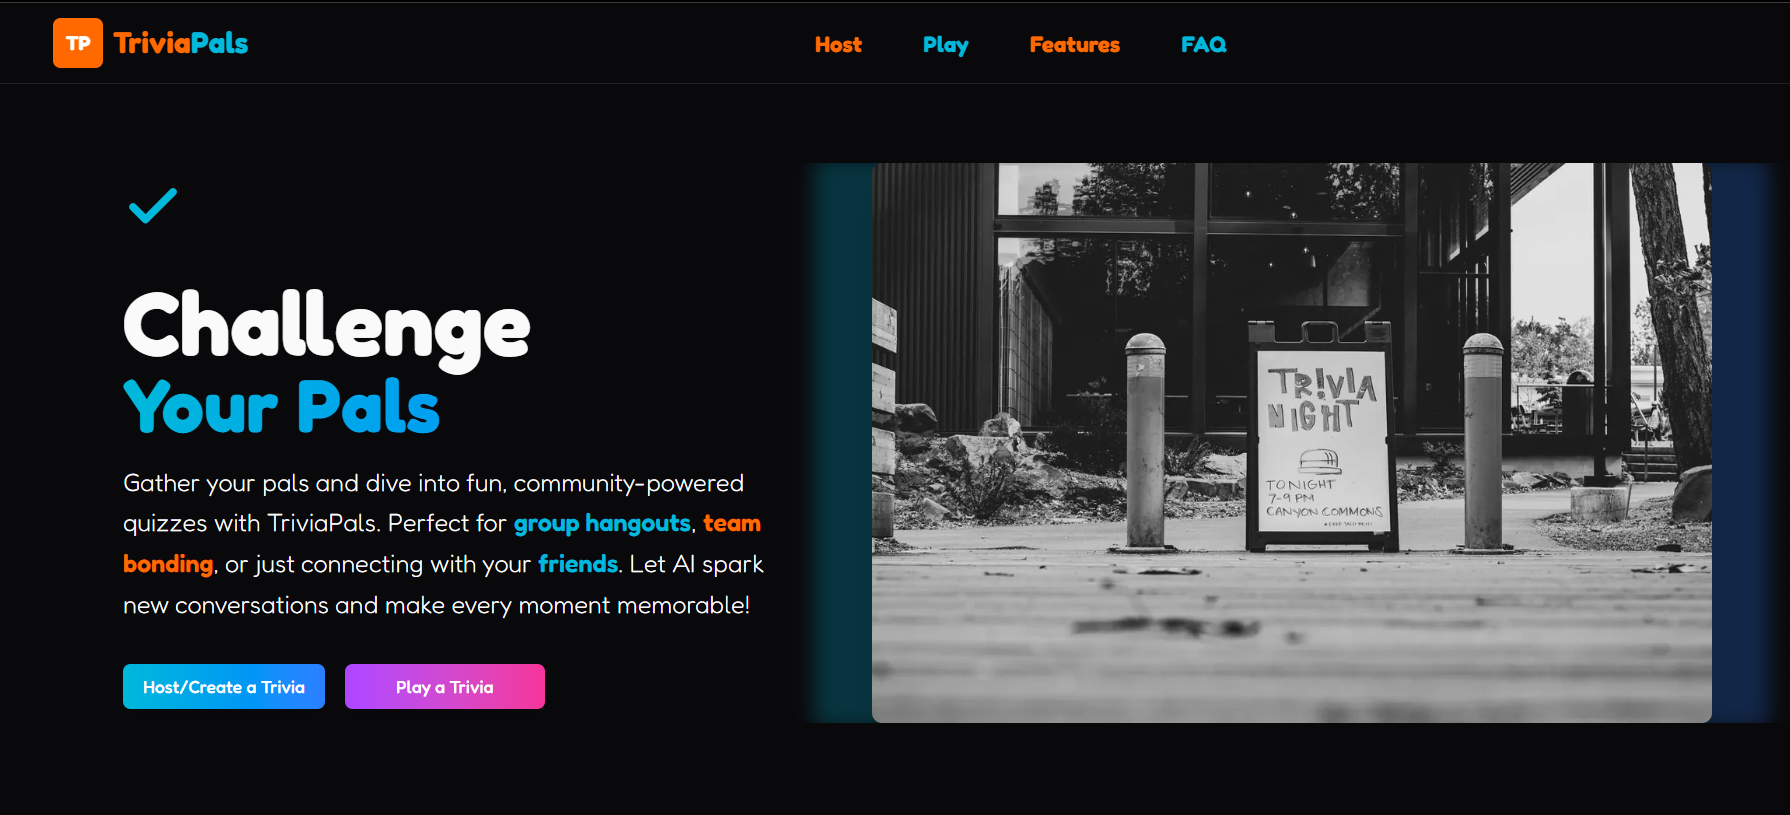 TP TriviaPals
Host Play Features FAQ
Challenge
Your Pals
Gather your pals and dive into fun, community-powered
quizzes with TriviaPals. Perfect for group hangouts, team
bonding, or just connecting with your friends. Let AI spark
new conversations and make every moment memorable!
Host/Create a Trivia
Play a Trivia
TRIVIA
NIGHT
TONIGHT
7-9 PM
CANYON COMMONS